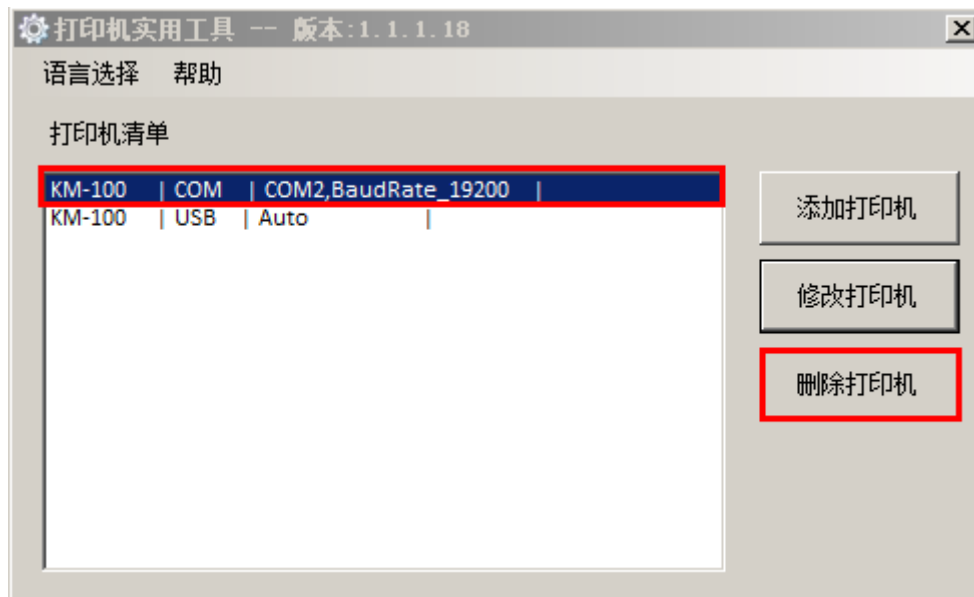 打印机实用工具 -- 版本:1.1.1.18
语言选择 帮助
打印机清单
KM-100 | COM | COM2,BaudRate_19200 |
KM-100 | USB | Auto |
添加打印机
修改打印机
删除打印机